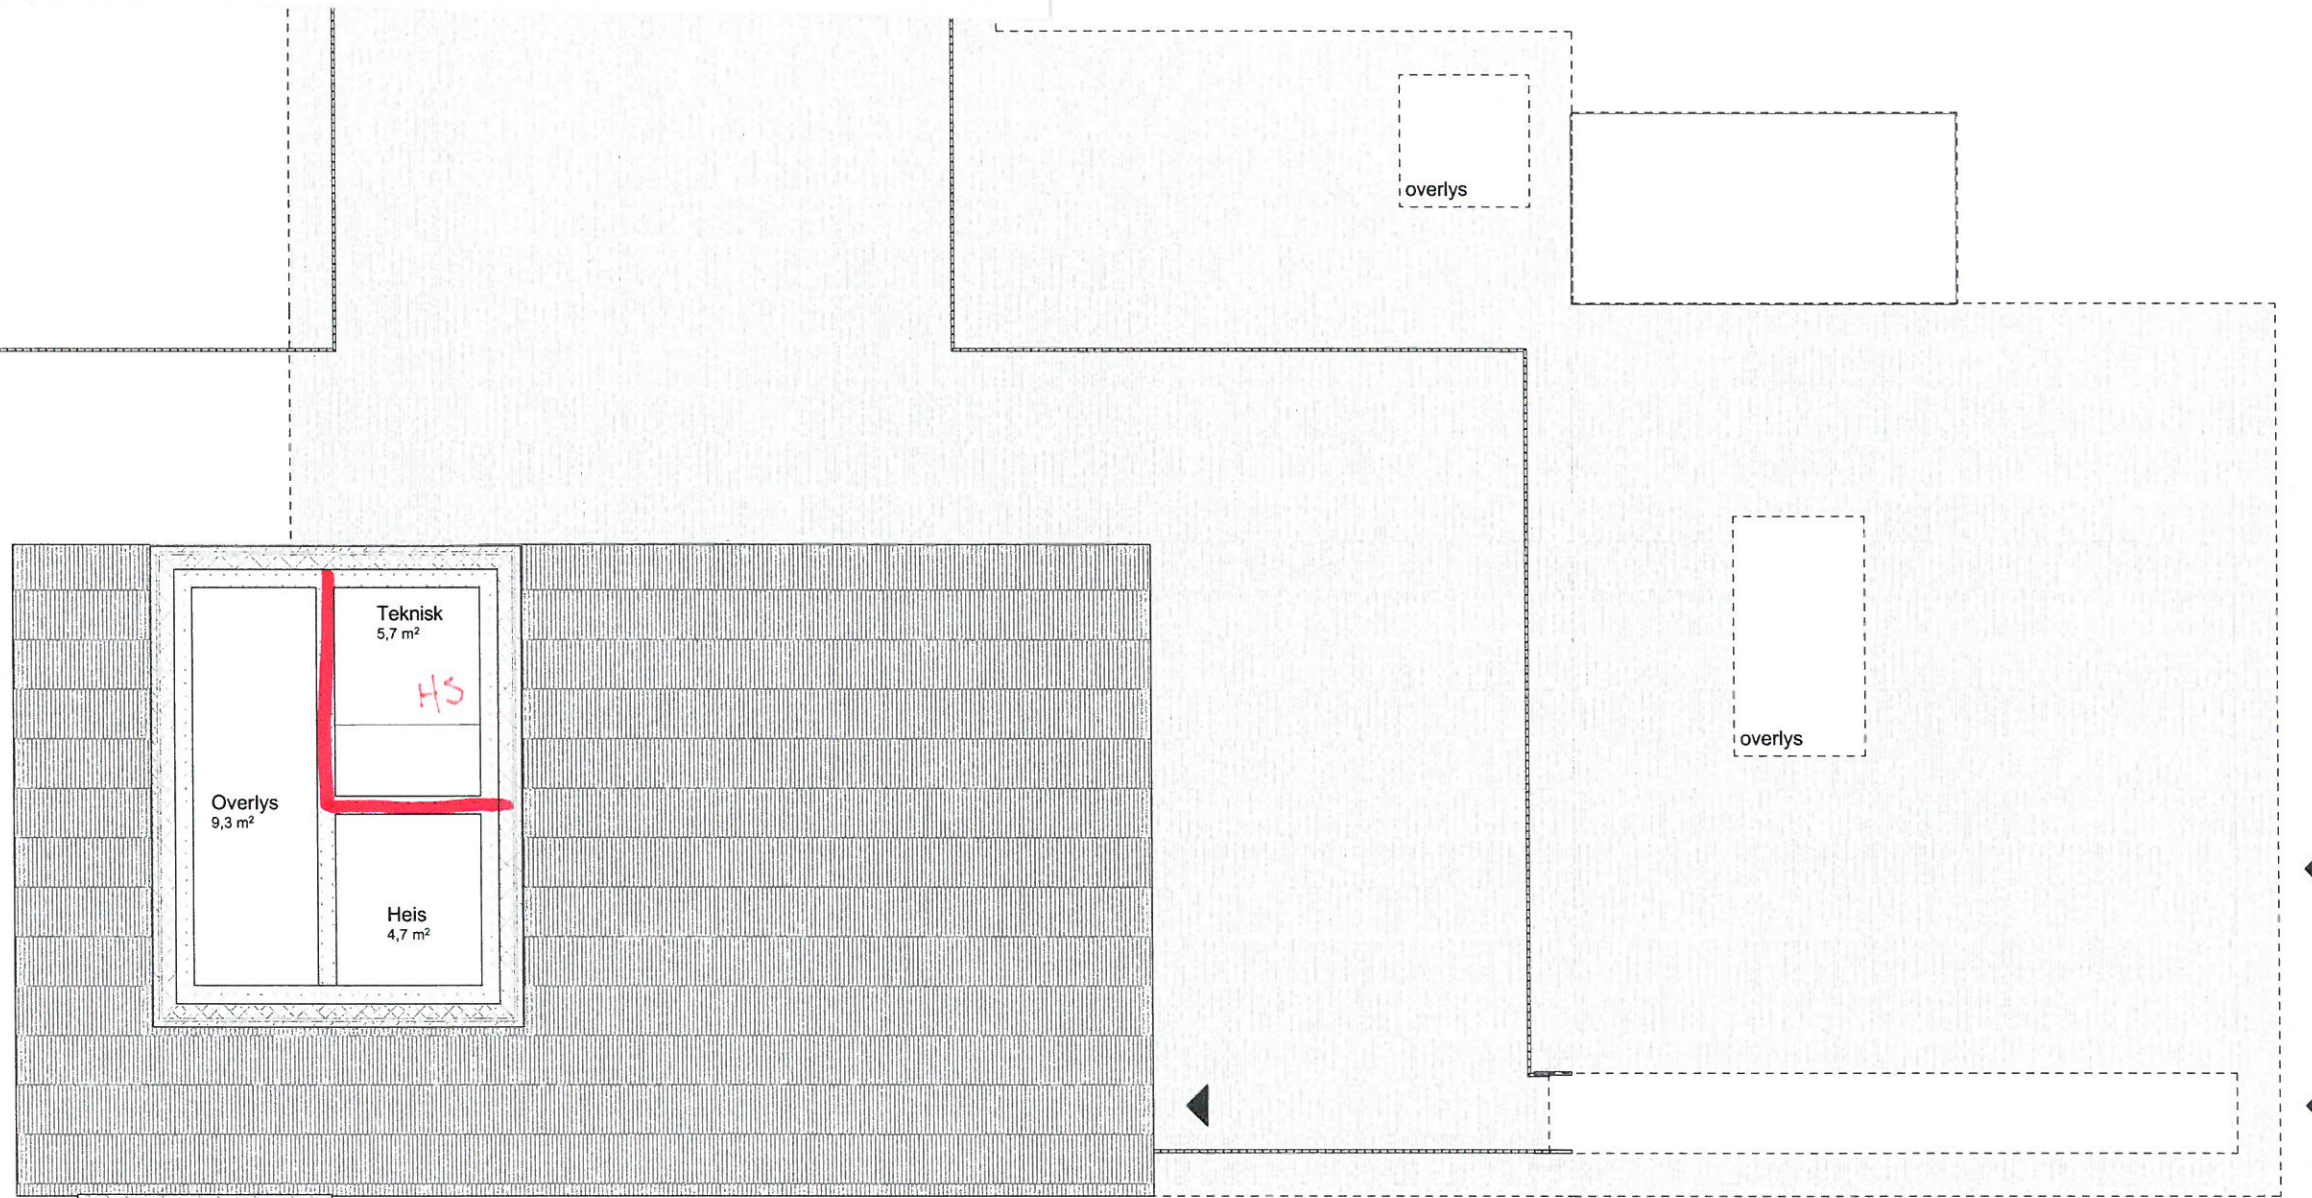 overlys
Teknisk
5,7 m²
HS
overlys
Overlys
9,3 m²
Heis
4,7 m²